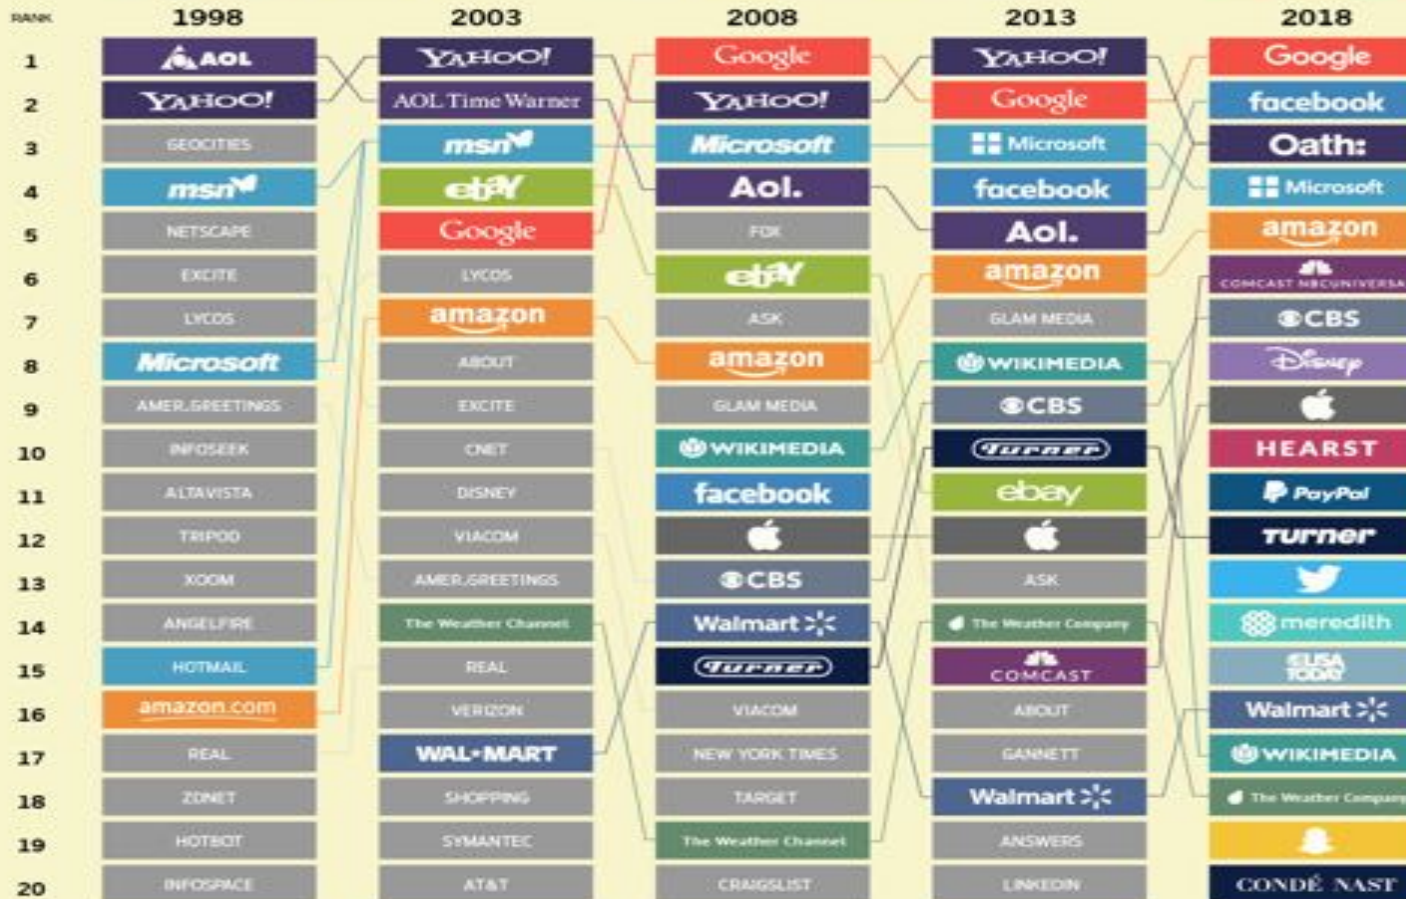 RANK 1998 2003 2008 2013 2018
1 AOL YAHOO! Google YAHOO! Google
2 YAHOO! AOL Time Warner YAHOO! Google facebook
3 GEOCITIES msn Microsoft Microsoft Oath:
4 msn ebay Aol. facebook Microsoft
5 NETSCAPE Google FOX Aol. amazon
6 EXCITE LYCOS ebay amazon COMCAST NBCUNIVERSA
7 LYCOS amazon ASK GLAM MEDIA CBS
8 Microsoft ABOUT amazon WIKIMEDIA Disney
9 AMER.GREETINGS EXCITE GLAM MEDIA CBS
10 INFOSEEK CNET WIKIMEDIA Turner HEARST
11 ALTAVISTA DISNEY facebook ebay PayPal
12 TRIPOD VIACOM Turner
13 XOOM AMER.GREETINGS CBS ASK
14 ANGELFIRE The Weather Channel Walmart The Weather Company meredith
15 HOTMAIL REAL Turner COMCAST USA TODAY
16 amazon.com VERIZON VIACOM ABOUT Walmart
17 REAL WAL*MART NEW YORK TIMES GANNETT WIKIMEDIA
18 ZDNET SHOPPING TARGET Walmart The Weather Company
19 HOTBOT SYMANTEC The Weather Channel ANSWERS
20 INFOSPACE AT&T CRAIGSLIST LINKEDIN CONDÉ NAST